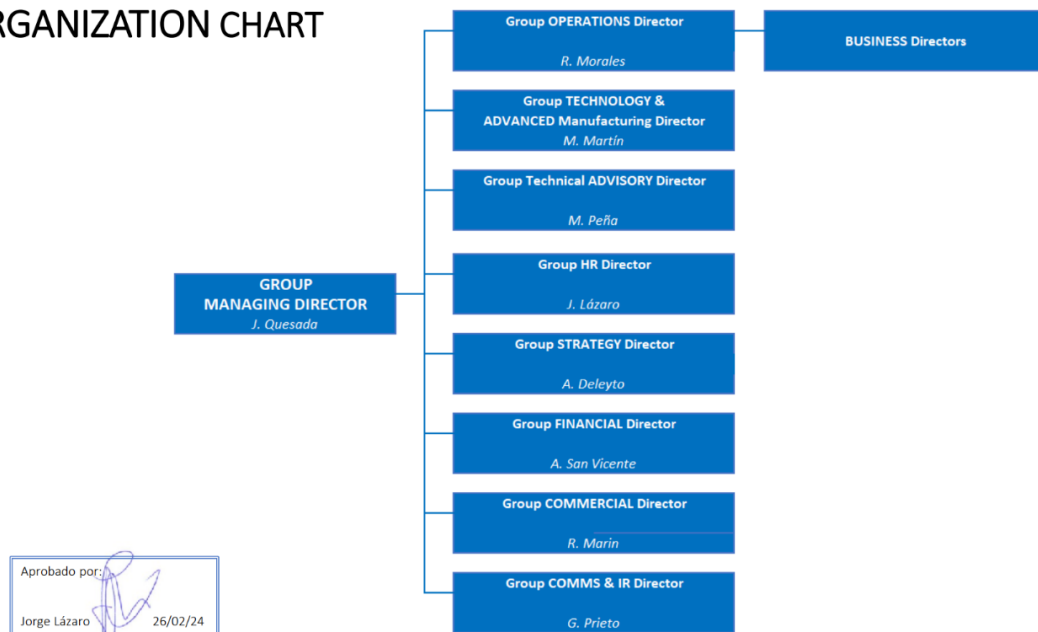 RGANIZATION CHART
Group OPERATIONS Director
R. Morales
BUSINESS Directors
Group TECHNOLOGY &
ADVANCED Manufacturing Director
M. Martín
Group Technical ADVISORY Director
M. Peña
Group HR Director
J. Lázaro
GROUP
MANAGING DIRECTOR
J. Quesada
Group STRATEGY Director
A. Deleyto
Group FINANCIAL Director
A. San Vicente
Group COMMERCIAL Director
R. Marin
Group COMMS & IR Director
G. Prieto
Aprobado por:
Jorge Lázaro 26/02/24